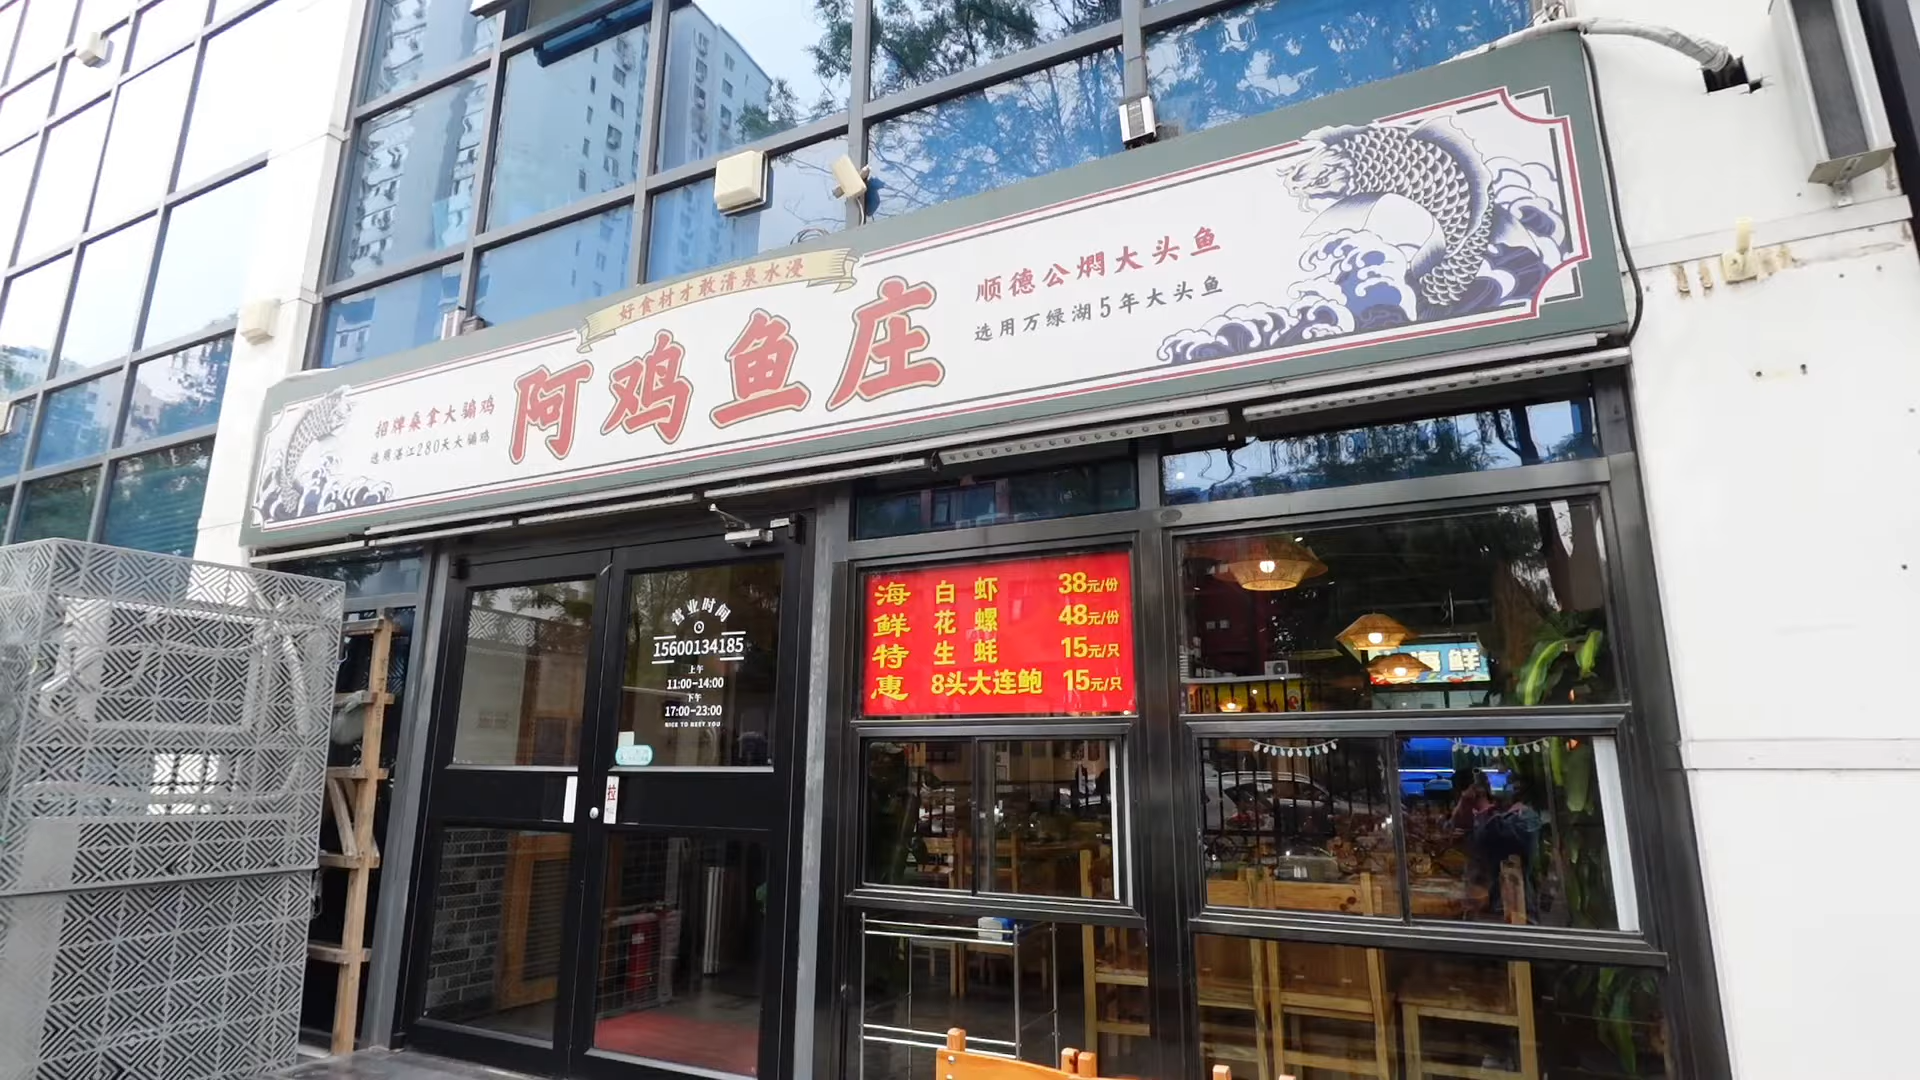 好食材才敢清泉水浸
阿鸡鱼庄
招牌桑拿大骟鸡
选用湛江280天大骟鸡
顺德公焖大头鱼
选用万绿湖5年大头鱼
营业时间
15600134185
上午
11:00-14:00
下午
17:00-23:00
NICE TO MEET YOU
拉
海鲜特惠
白虾 38元/份
花螺 48元/份
生蚝 15元/只
8头大连鲍 15元/只
海鲜